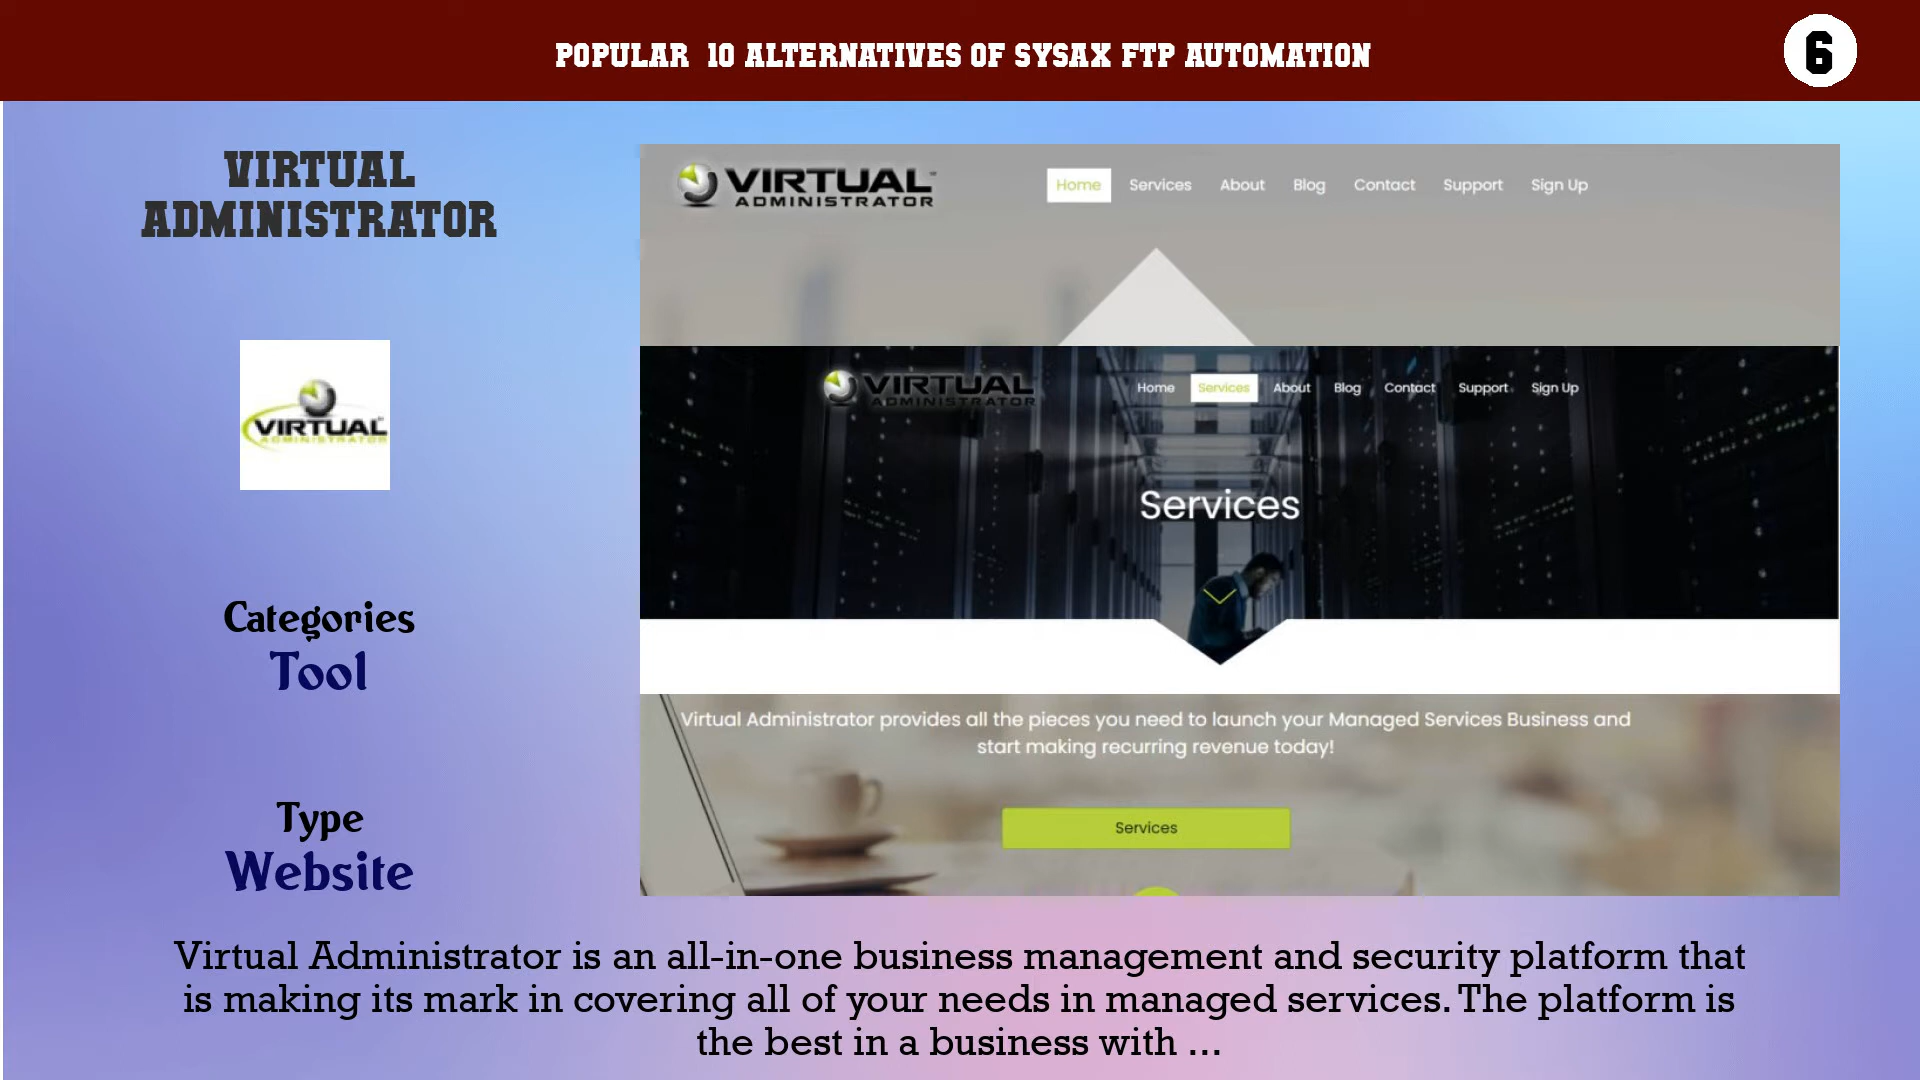 POPULAR 10 ALTERNATIVES OF SYSAX FTP AUTOMATION
6
VIRTUAL
ADMINISTRATOR
VIRTUAL
ADMINISTRATOR
Categories
Tool
Type
Website
VIRTUAL
ADMINISTRATOR
Home Services About Blog Contact Support Sign Up
VIRTUAL
ADMINISTRATOR
Home Services About Blog Contact Support Sign Up
Services
Virtual Administrator provides all the pieces you need to launch your Managed Services Business and
start making recurring revenue today!
Services
Virtual Administrator is an all-in-one business management and security platform that
is making its mark in covering all of your needs in managed services. The platform is
the best in a business with ...